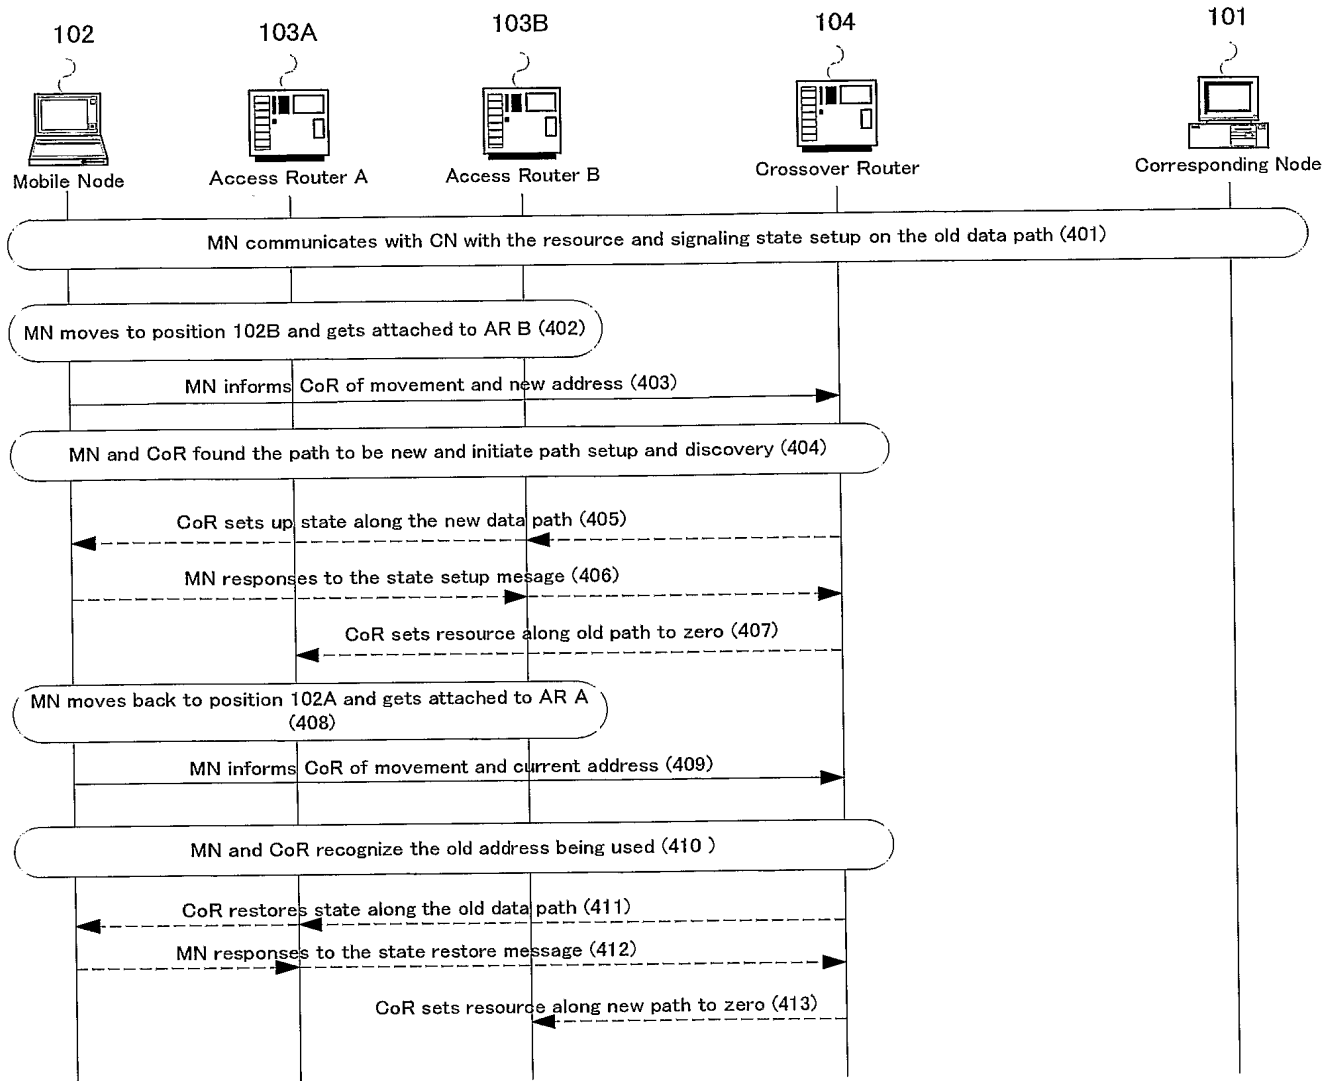 102
103A
103B
104
101
Mobile Node
Access Router A
Access Router B
Crossover Router
Corresponding Node
MN communicates with CN with the resource and signaling state setup on the old data path (401)
MN moves to position 102B and gets attached to AR B (402)
MN informs CoR of movement and new address (403)
MN and CoR found the path to be new and initiate path setup and discovery (404)
CoR sets up state along the new data path (405)
MN responses to the state setup mesage (406)
CoR sets resource along old path to zero (407)
MN moves back to position 102A and gets attached to AR A
(408)
MN informs CoR of movement and current address (409)
MN and CoR recognize the old address being used (410 )
CoR restores state along the old data path (411)
MN responses to the state restore message (412)
CoR sets resource along new path to zero (413)